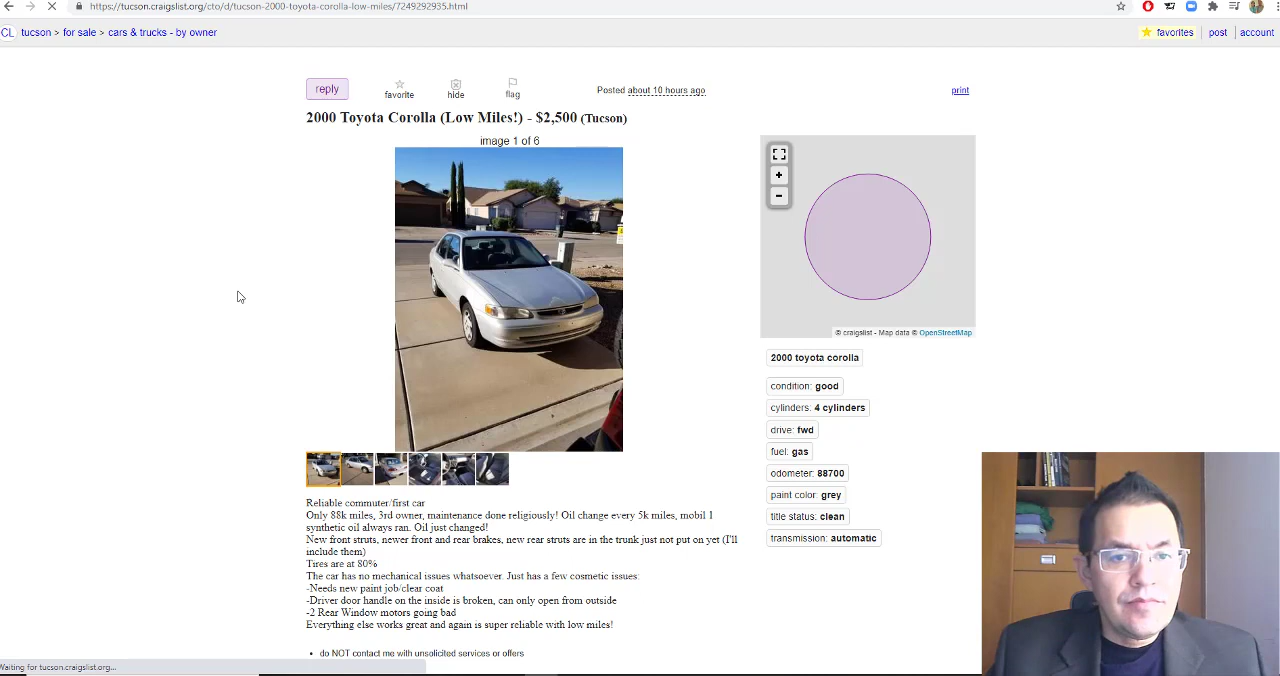 https://tucson.craigslist.org/cto/d/tucson-2000-toyota-corolla-low-miles/7249292935.html
CL tucson > for sale > cars & trucks - by owner
favorites post account
reply favorite hide flag Posted about 10 hours ago print
2000 Toyota Corolla (Low Miles!) - $2,500 (Tucson)
image 1 of 6
+
−
© craigslist - Map data © OpenStreetMap
2000 toyota corolla
condition: good
cylinders: 4 cylinders
drive: fwd
fuel: gas
odometer: 88700
paint color: grey
title status: clean
transmission: automatic
Reliable commuter/first car
Only 88k miles, 3rd owner, maintenance done religiously! Oil change every 5k miles, mobil 1
synthetic oil always ran. Oil just changed!
New front struts, newer front and rear brakes, new rear struts are in the trunk just not put on yet (I'll
include them)
Tires are at 80%
The car has no mechanical issues whatsoever. Just has a few cosmetic issues:
-Needs new paint job/clear coat
-Driver door handle on the inside is broken, can only open from outside
-2 Rear Window motors going bad
Everything else works great and again is super reliable with low miles!
• do NOT contact me with unsolicited services or offers
Waiting for tucson.craigslist.org...